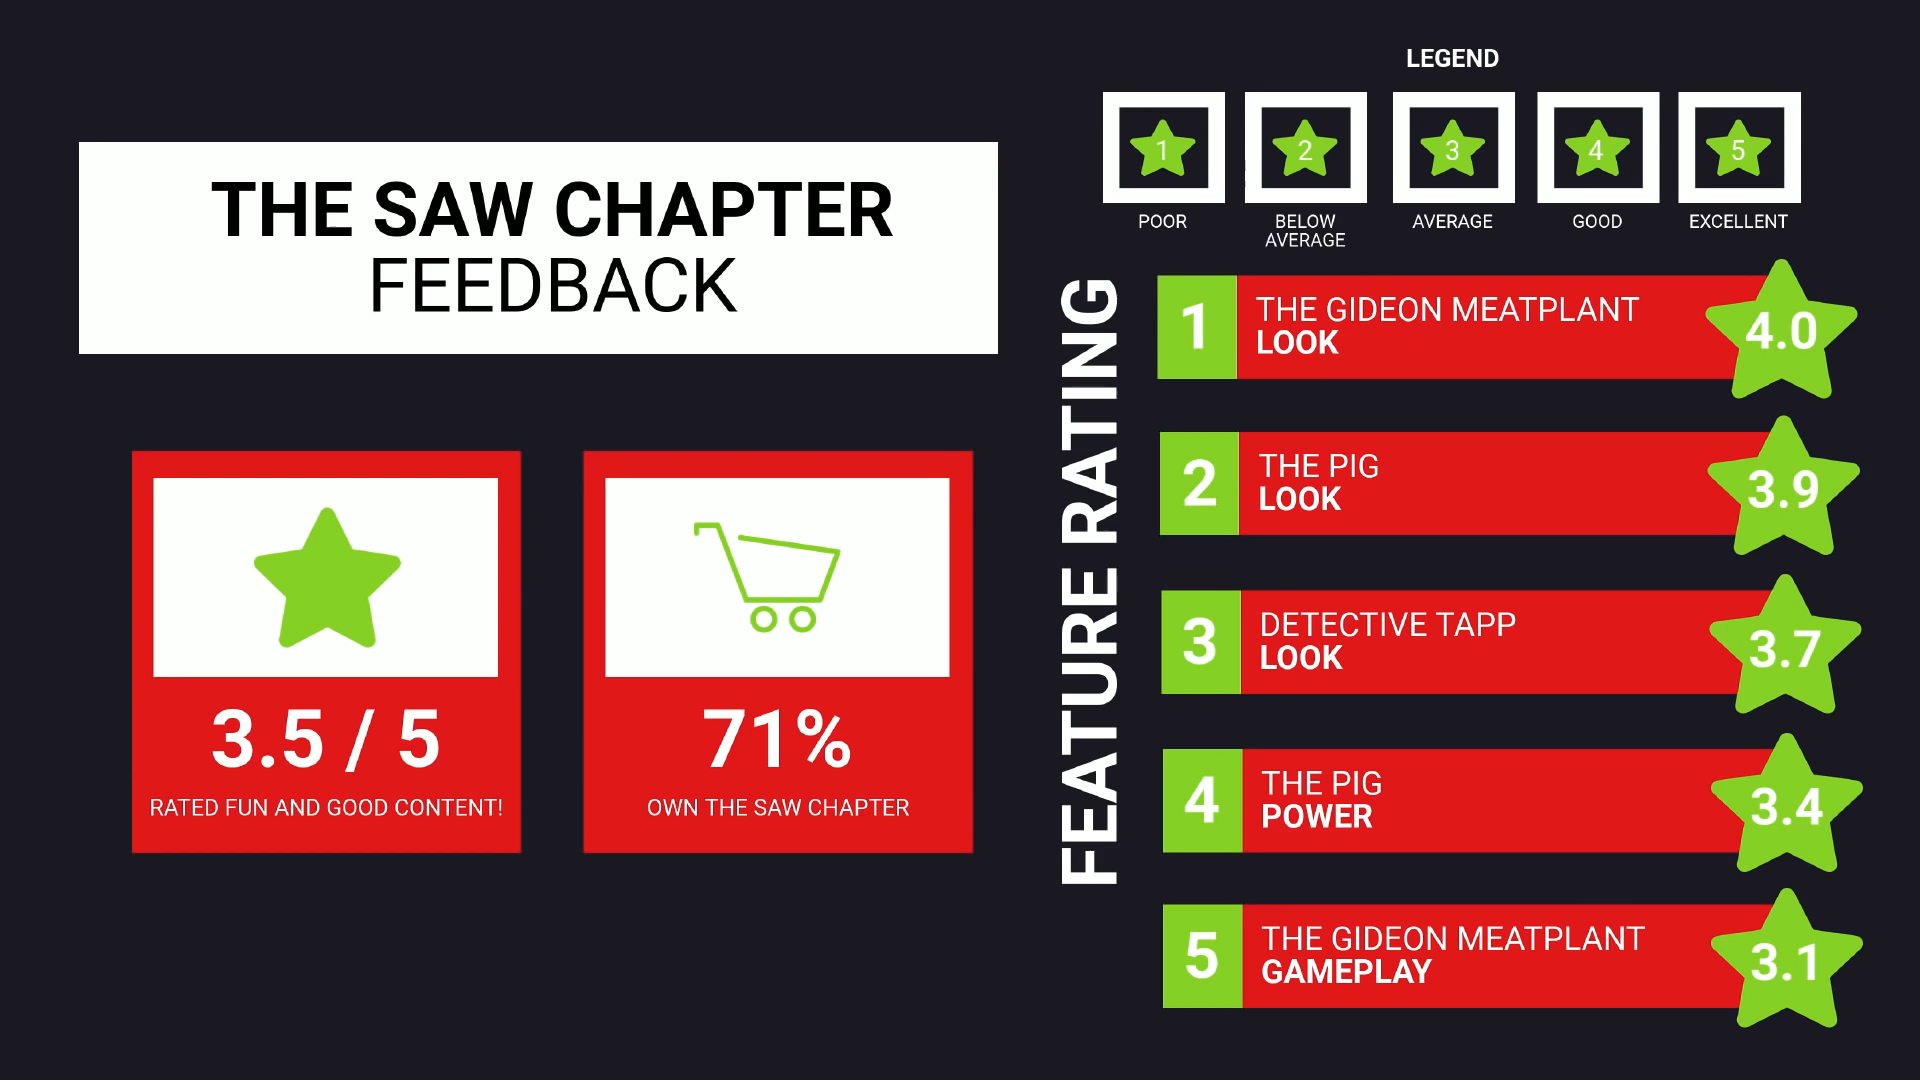 THE SAW CHAPTER
FEEDBACK
3.5 / 5
RATED FUN AND GOOD CONTENT!
71%
OWN THE SAW CHAPTER
LEGEND
1
2
3
4
5
POOR
BELOW
AVERAGE
AVERAGE
GOOD
EXCELLENT
FEATURE RATING
1
THE GIDEON MEATPLANT
LOOK
4.0
2
THE PIG
LOOK
3.9
3
DETECTIVE TAPP
LOOK
3.7
4
THE PIG
POWER
3.4
5
THE GIDEON MEATPLANT
GAMEPLAY
3.1